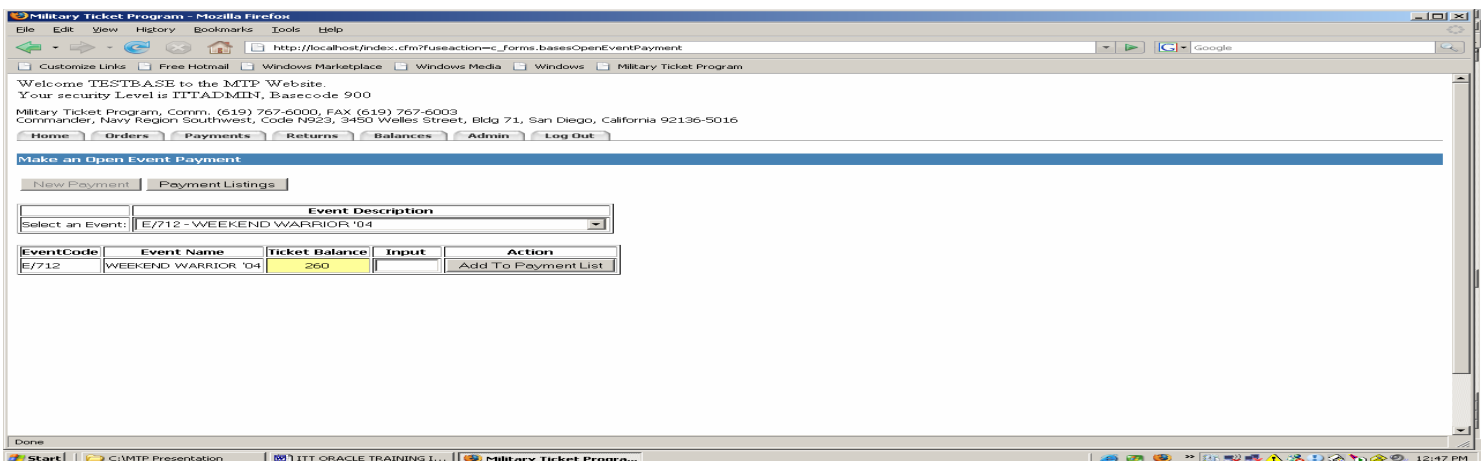 Military Ticket Program - Mozilla Firefox
File Edit View History Bookmarks Tools Help
http://localhost/index.cfm?fuseaction=c_forms.basesOpenEventPayment
Google
Customize Links Free Hotmail Windows Marketplace Windows Media Windows Military Ticket Program
Welcome TESTBASE to the MTP Website.
Your security Level is ITTADMIN, Basecode 900
Military Ticket Program, Comm. (619) 767-6000, FAX (619) 767-6003
Commander, Navy Region Southwest, Code N923, 3450 Welles Street, Bldg 71, San Diego, California 92136-5016
Home Orders Payments Returns Balances Admin Log Out
Make an Open Event Payment
New Payment Payment Listings
Event Description
Select an Event: E/712 - WEEKEND WARRIOR '04
EventCode Event Name Ticket Balance Input Action
E/712 WEEKEND WARRIOR '04 260 Add To Payment List
Done
Start C:\MTP Presentation ITT ORACLE TRAINING I... Military Ticket Progra... 12:47 PM